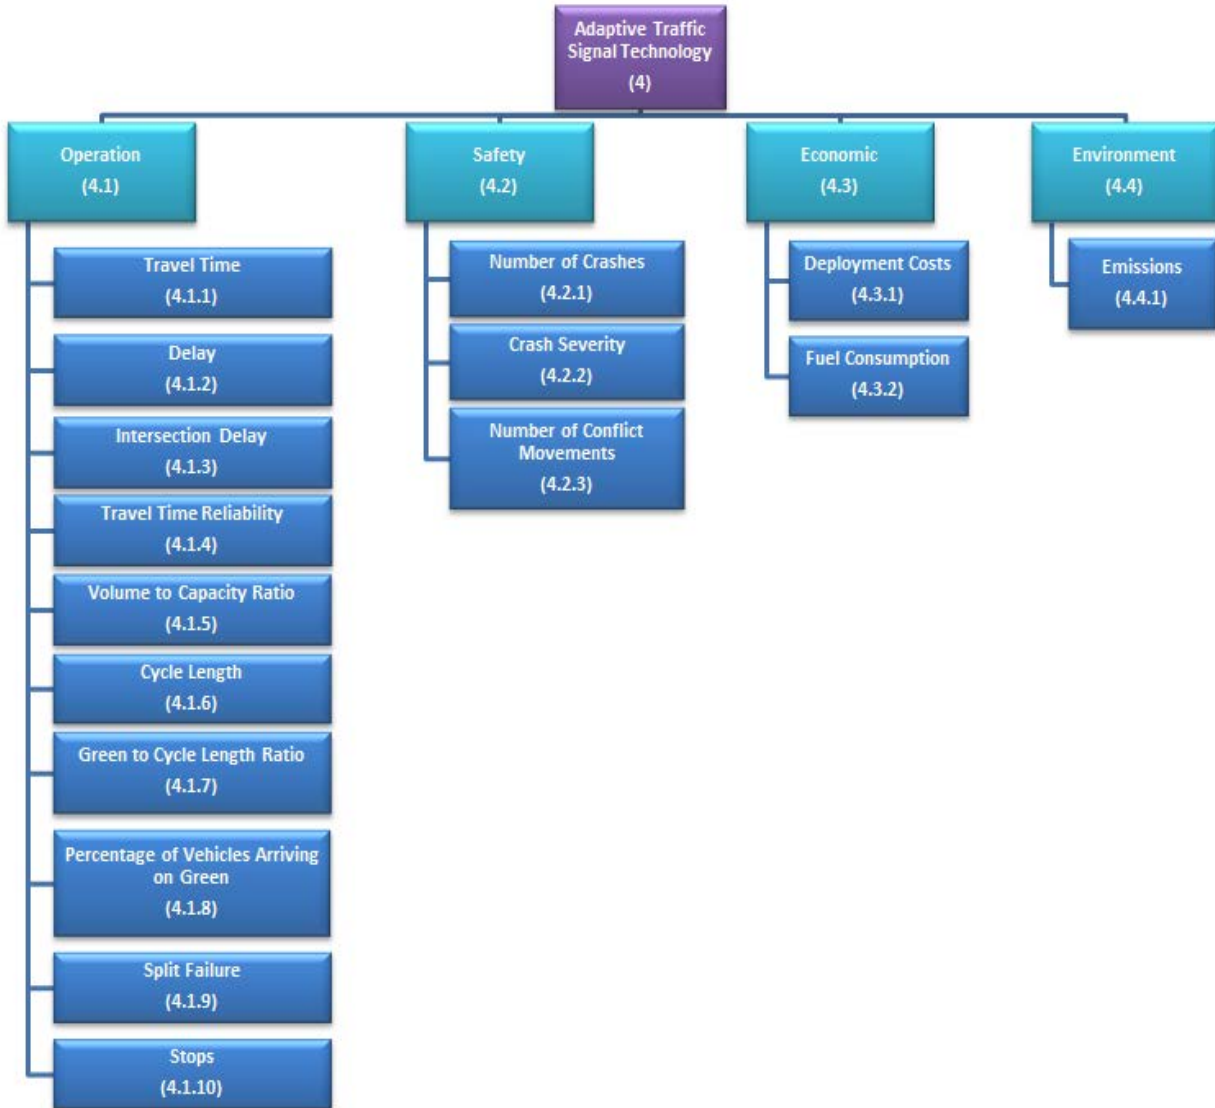 Adaptive Traffic
Signal Technology
(4)
Operation
(4.1)
Travel Time
(4.1.1)
Delay
(4.1.2)
Intersection Delay
(4.1.3)
Travel Time Reliability
(4.1.4)
Volume to Capacity Ratio
(4.1.5)
Cycle Length
(4.1.6)
Green to Cycle Length Ratio
(4.1.7)
Percentage of Vehicles Arriving
on Green
(4.1.8)
Split Failure
(4.1.9)
Stops
(4.1.10)
Safety
(4.2)
Number of Crashes
(4.2.1)
Crash Severity
(4.2.2)
Number of Conflict
Movements
(4.2.3)
Economic
(4.3)
Deployment Costs
(4.3.1)
Fuel Consumption
(4.3.2)
Environment
(4.4)
Emissions
(4.4.1)